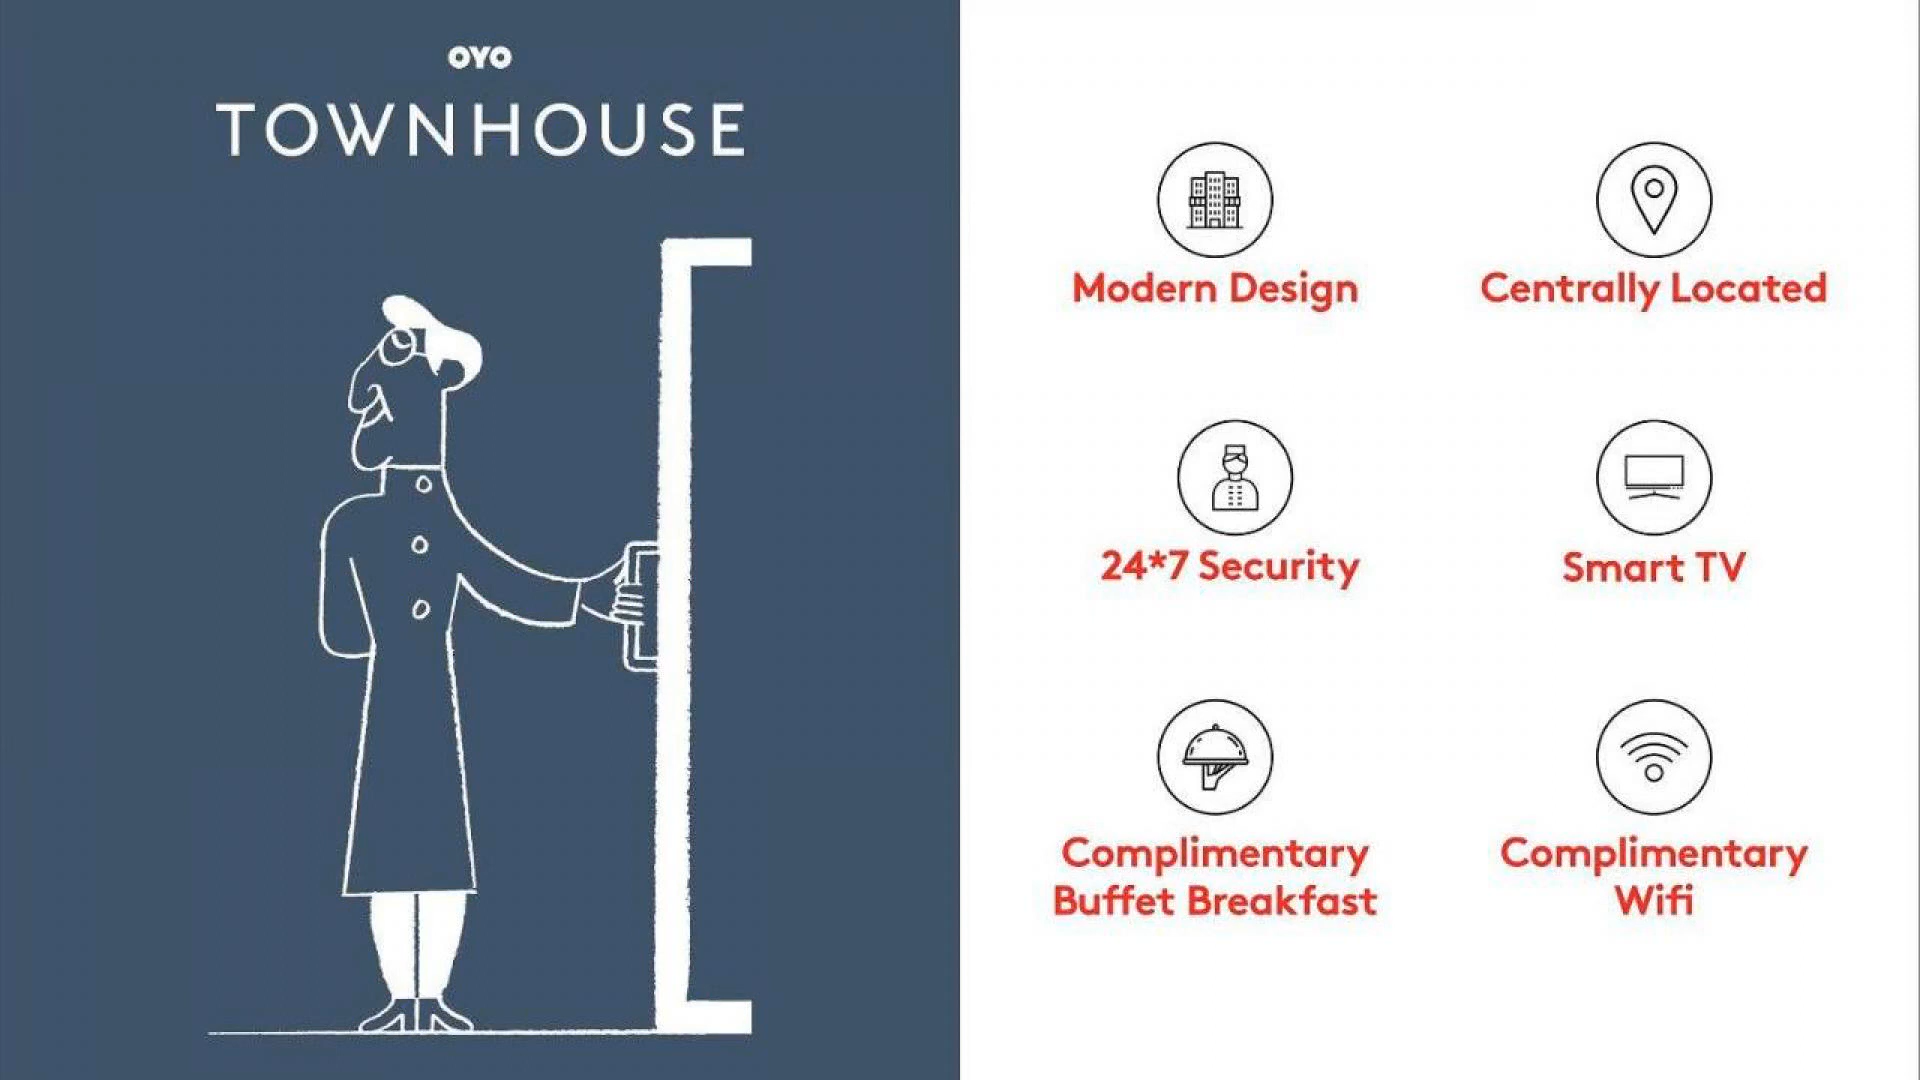 OYO
TOWNHOUSE
Modern Design
Centrally Located
24*7 Security
Smart TV
Complimentary
Buffet Breakfast
Complimentary
Wifi